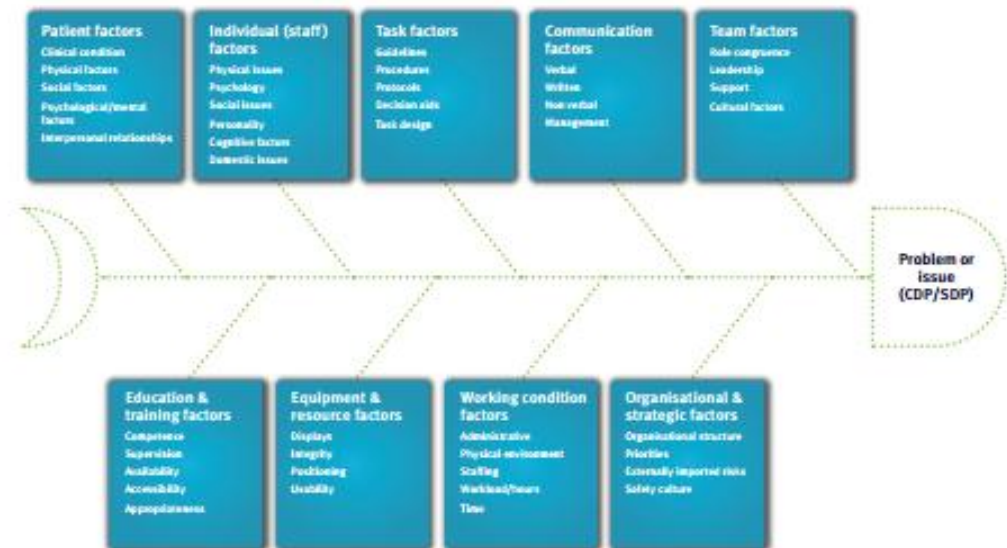 Patient factors
Clinical condition
Physical factors
Social factors
Psychological/mental
factors
Interpersonal relationships
Individual (staff)
factors
Physical issues
Psychology
Social issues
Personality
Cognitive factors
Domestic issues
Task factors
Guidelines
Procedures
Protocols
Decision aids
Task design
Communication
factors
Verbal
Written
Non verbal
Management
Team factors
Role congruence
Leadership
Support
Cultural factors
Problem or
issue
(CDP/SDP)
Education &
training factors
Competence
Supervision
Availability
Accessibility
Appropriateness
Equipment &
resource factors
Displays
Integrity
Positioning
Usability
Working condition
factors
Administrative
Physical environment
Staffing
Workload/hours
Time
Organisational &
strategic factors
Organisational structure
Priorities
Externally imported risks
Safety culture